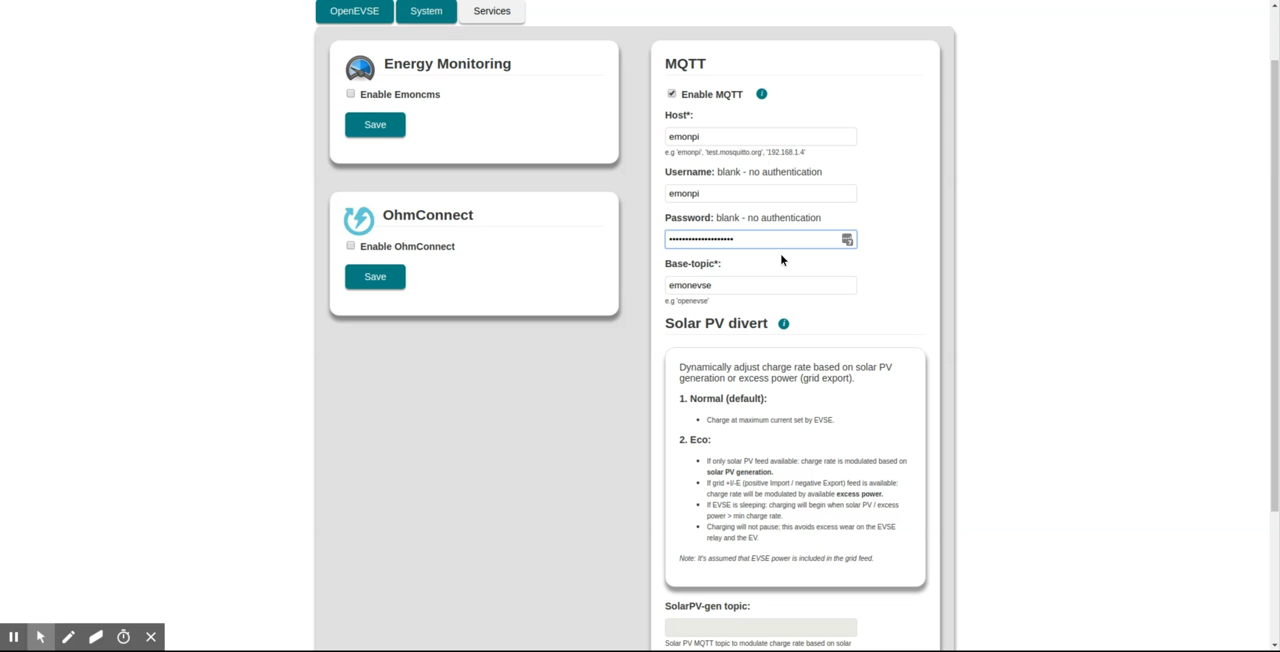 OpenEVSE System Services
Energy Monitoring
Enable Emoncms
Save
OhmConnect
Enable OhmConnect
Save
MQTT
Enable MQTT
Host*:
emonpi
e.g 'emonpi', 'test.mosquitto.org', '192.168.1.4'
Username: blank - no authentication
emonpi
Password: blank - no authentication
••••••••••••••••••••
Base-topic*:
emonevse
e.g 'openevse'
Solar PV divert
Dynamically adjust charge rate based on solar PV
generation or excess power (grid export).
1. Normal (default):
• Charge at maximum current set by EVSE.
2. Eco:
• If only solar PV feed available: charge rate is modulated based on
solar PV generation.
• If grid +I/-E (positive Import / negative Export) feed is available:
charge rate will be modulated by available excess power.
• If EVSE is sleeping: charging will begin when solar PV / excess
power > min charge rate.
• Charging will not pause; this avoids excess wear on the EVSE
relay and the EV.
Note: It's assumed that EVSE power is included in the grid feed.
SolarPV-gen topic:
Solar PV MQTT topic to modulate charge rate based on solar